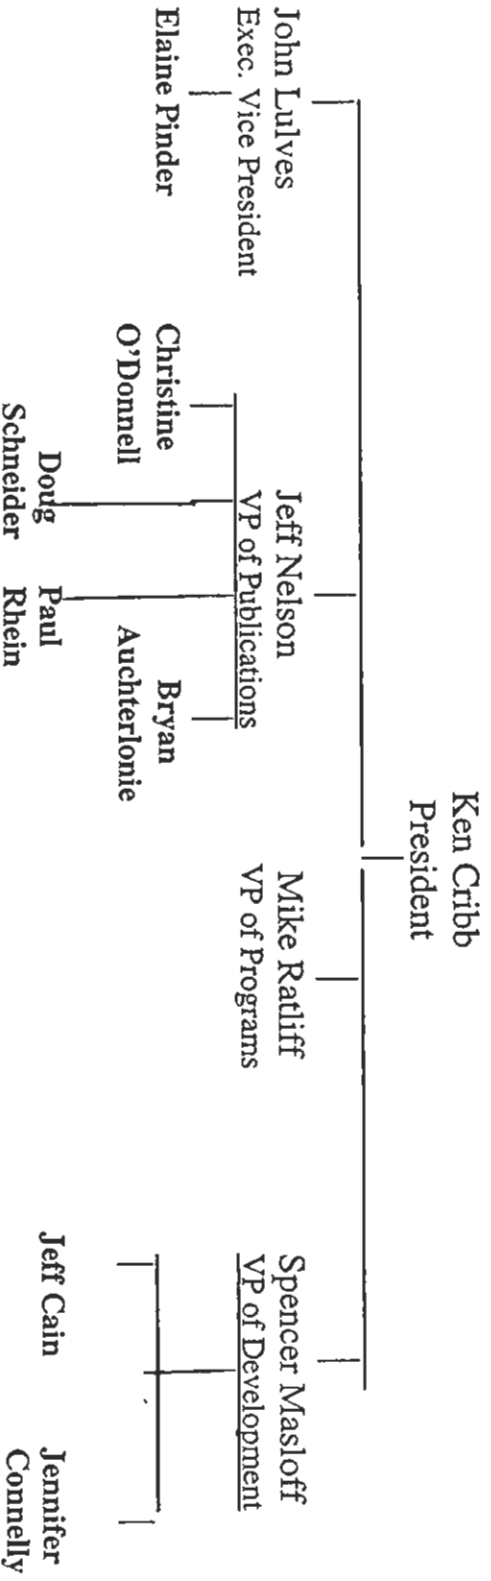 Ken Cribb
President
John Lulves
Exec. Vice President
Elaine Pinder
Jeff Nelson
VP of Publications
Christine
O'Donnell
Doug
Schneider
Paul
Rhein
Bryan
Auchterlonie
Mike Ratliff
VP of Programs
Spencer Masloff
VP of Development
Jeff Cain
Jennifer
Connelly